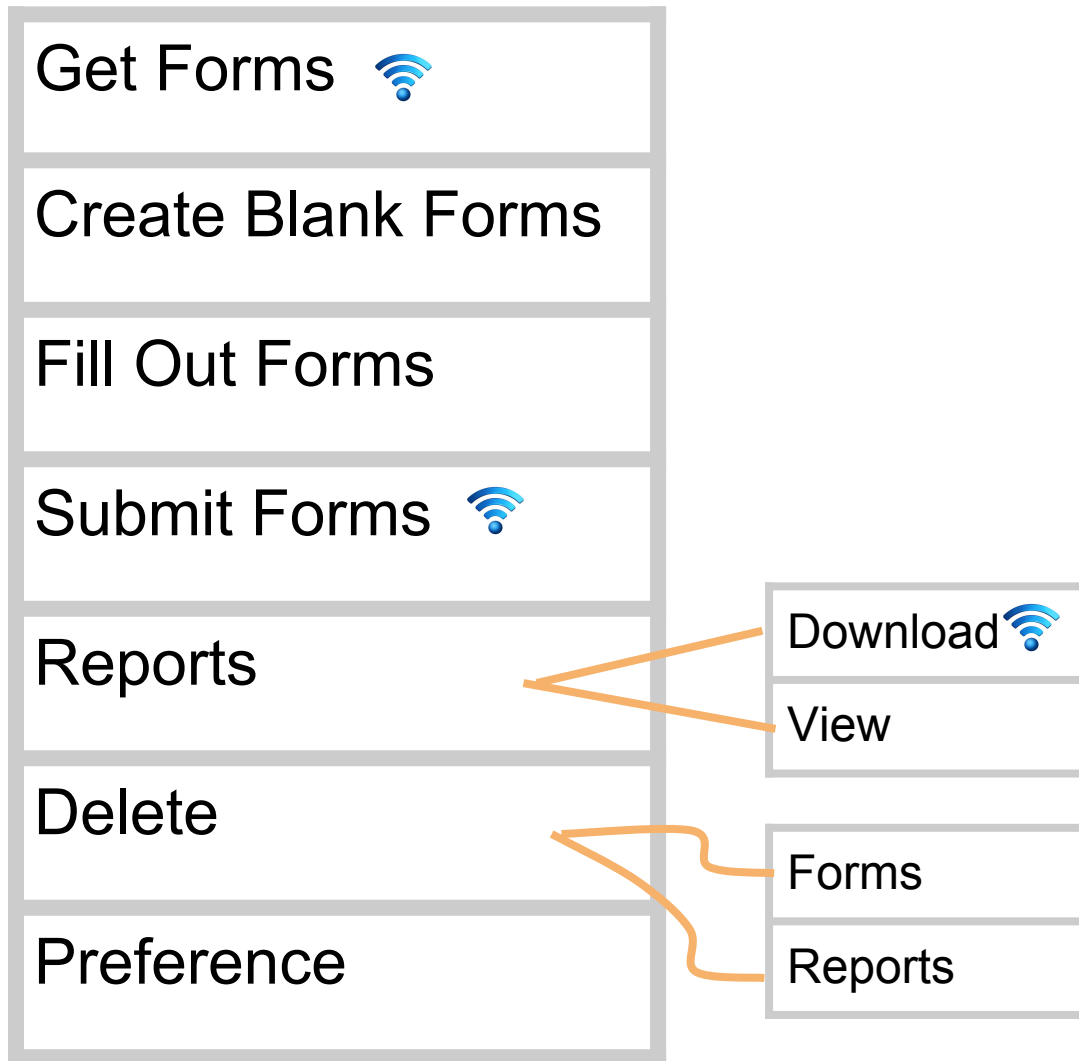 Get Forms
Create Blank Forms
Fill Out Forms
Submit Forms
Reports
Download
View
Delete
Forms
Reports
Preference